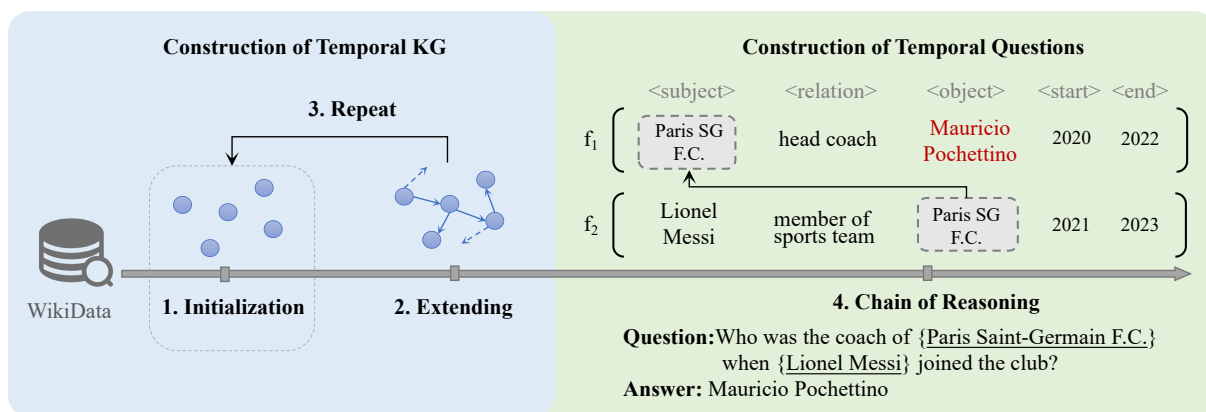 Construction of Temporal KG
3. Repeat
WikiData
1. Initialization
2. Extending
Construction of Temporal Questions
<subject> <relation> <object> <start> <end>
f1 Paris SG F.C. head coach Mauricio Pochettino 2020 2022
f2 Lionel Messi member of sports team Paris SG F.C. 2021 2023
4. Chain of Reasoning
Question:Who was the coach of {Paris Saint-Germain F.C.}
when {Lionel Messi} joined the club?
Answer: Mauricio Pochettino